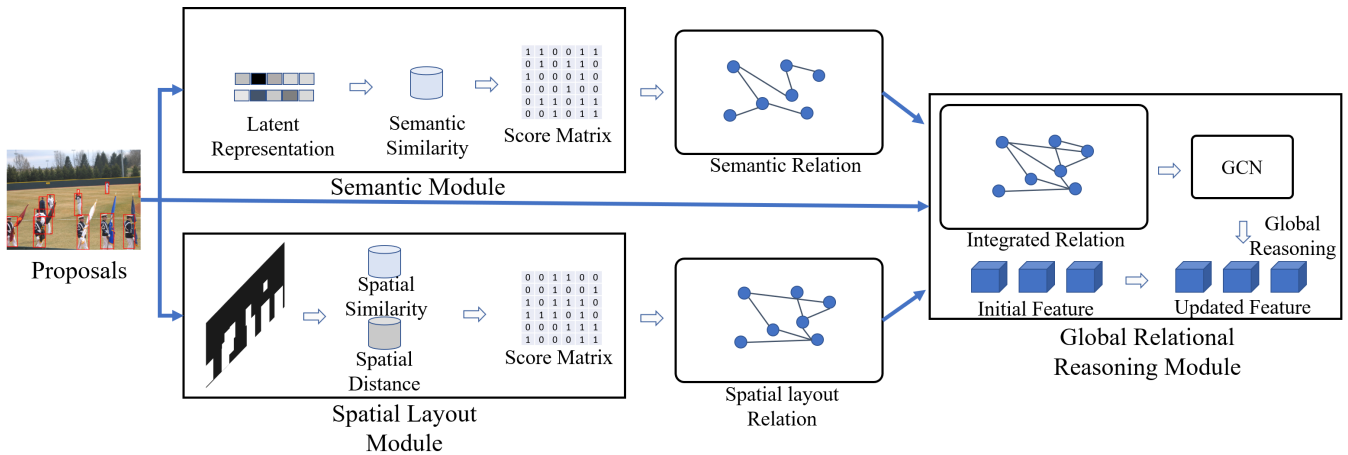 Proposals
Latent
Representation
Semantic
Similarity
1 1 0 0 1 1
0 0 0 0 1 0
1 0 0 0 1 0
0 0 0 1 0 0
0 1 1 0 1 1
0 0 1 0 1 1
Score Matrix
Semantic Module
Semantic Relation
Spatial
Similarity
Spatial
Distance
0 0 1 1 0 0
1 0 0 0 0 1
1 0 1 1 1 0
1 1 1 0 1 0
0 0 0 1 1 1
0 0 1 0 1 1
Score Matrix
Spatial Layout
Module
Spatial layout
Relation
Integrated Relation
GCN
Global
Reasoning
Initial Feature
Updated Feature
Global Relational
Reasoning Module